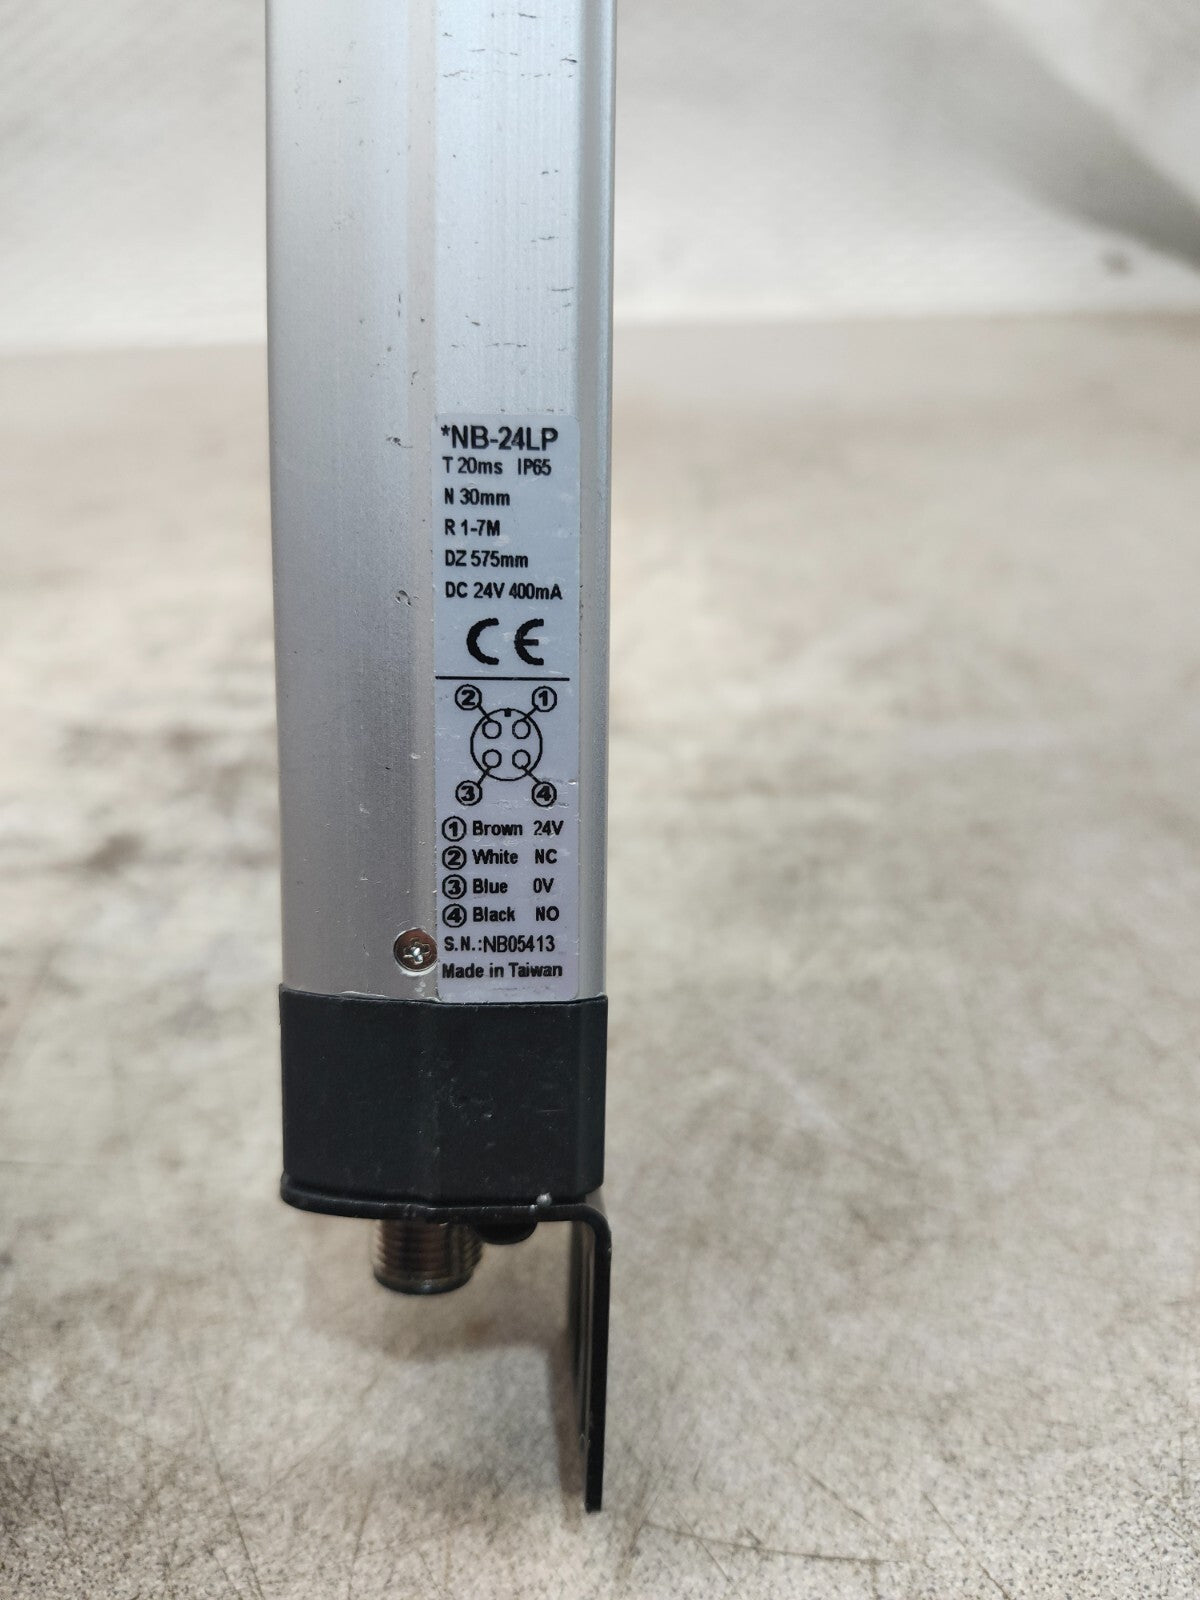 *NB-24LP
T 20ms IP65
N 30mm
R 1-7M
DZ 575mm
DC 24V 400mA
CE
② ①
③ ④
① Brown 24V
② White NC
③ Blue 0V
④ Black NO
S.N.:NB05413
Made in Taiwan